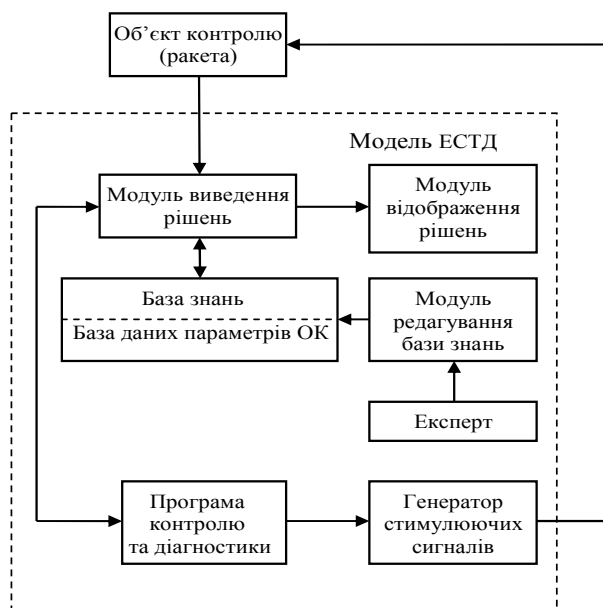 Об’єкт контролю
(ракета)
Модель ЕСТД
Модуль виведення
рішень
Модуль
відображення
рішень
База знань
База даних параметрів ОК
Модуль
редагування
бази знань
Експерт
Програма
контролю
та діагностики
Генератор
стимулюючих
сигналів